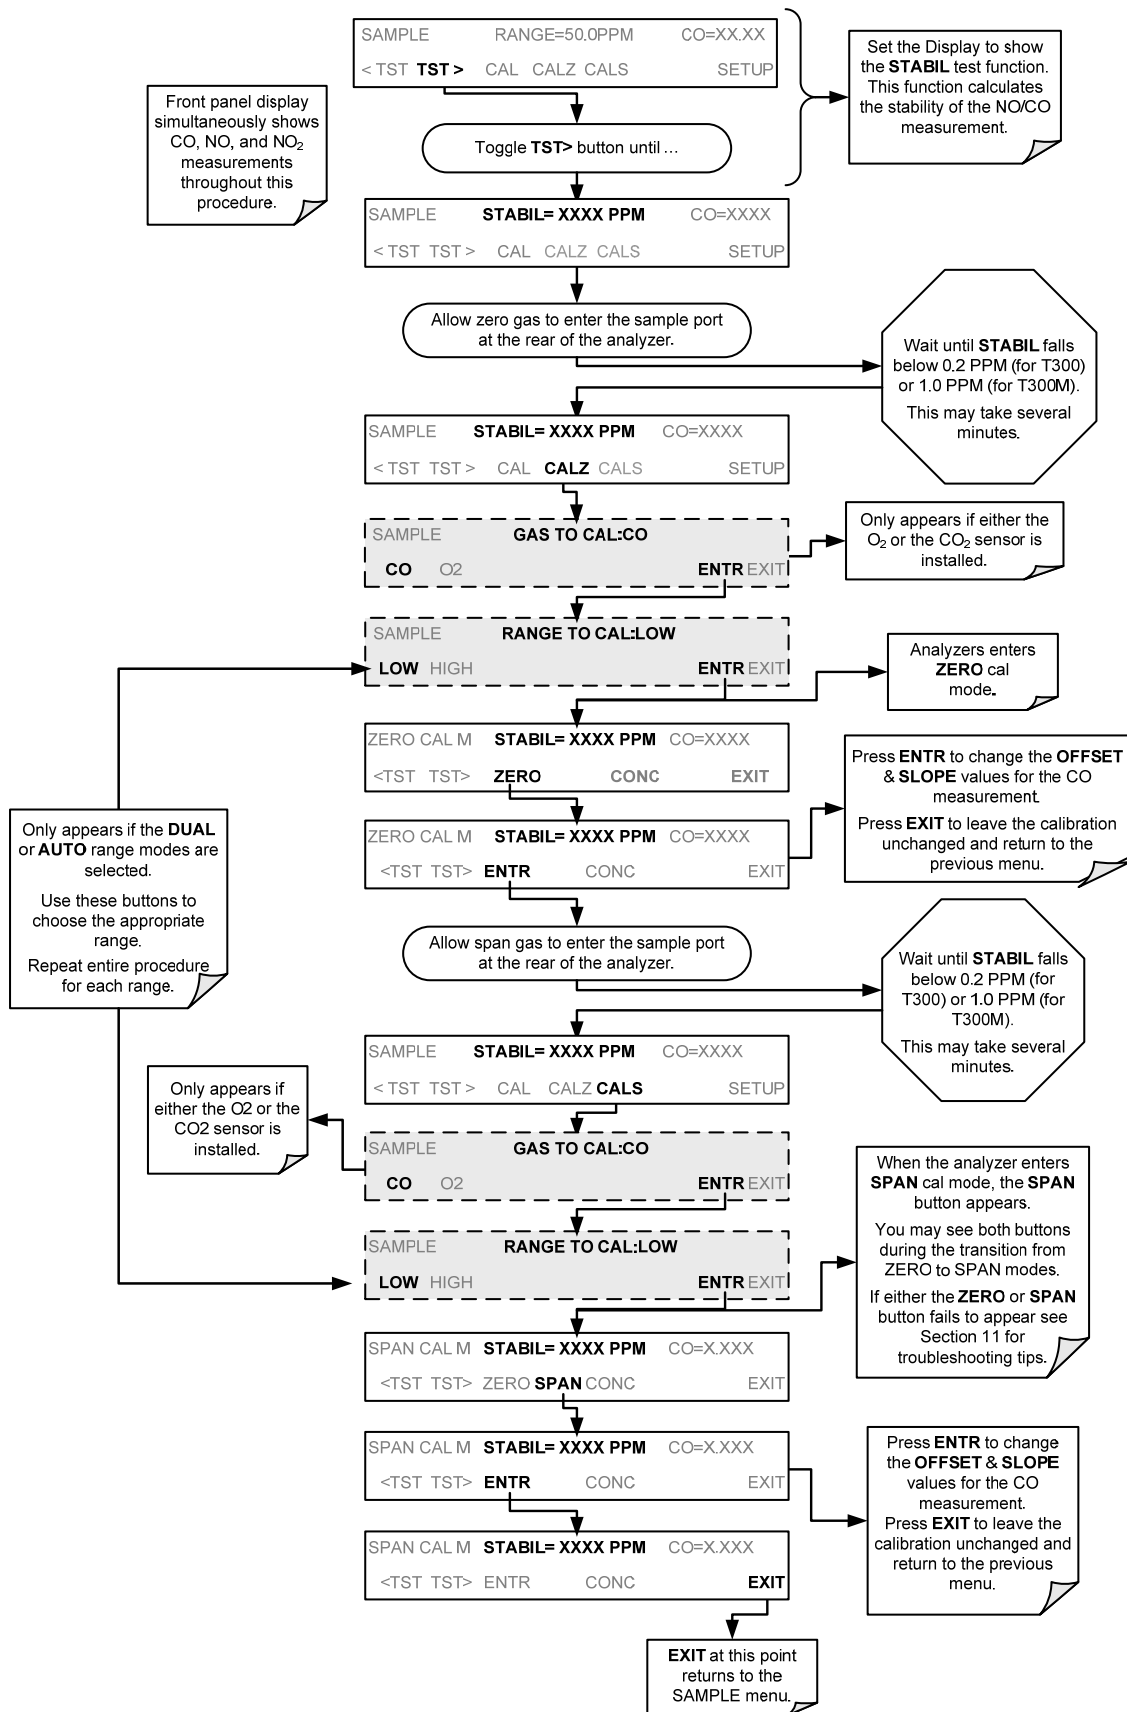 SAMPLE RANGE=50.0PPM CO=XX.XX
< TST TST > CAL CALZ CALS SETUP
Set the Display to show
the STABIL test function.
This function calculates
the stability of the NO/CO
measurement.
Front panel display
simultaneously shows
CO, NO, and NO2
measurements
throughout this
procedure.
Toggle TST> button until …
SAMPLE STABIL= XXXX PPM CO=XXXX
< TST TST > CAL CALZ CALS SETUP
Allow zero gas to enter the sample port
at the rear of the analyzer.
Wait until STABIL falls
below 0.2 PPM (for T300)
or 1.0 PPM (for T300M).
This may take several
minutes.
SAMPLE STABIL= XXXX PPM CO=XXXX
< TST TST > CAL CALZ CALS SETUP
SAMPLE GAS TO CAL:CO
CO O2 ENTR EXIT
Only appears if either the
O2 or the CO2 sensor is
installed.
SAMPLE RANGE TO CAL:LOW
LOW HIGH ENTR EXIT
Analyzers enters
ZERO cal
mode.
ZERO CAL M STABIL= XXXX PPM CO=XXXX
<TST TST> ZERO CONC EXIT
Press ENTR to change the OFFSET
& SLOPE values for the CO
measurement.
Press EXIT to leave the calibration
unchanged and return to the
previous menu.
ZERO CAL M STABIL= XXXX PPM CO=XXXX
<TST TST> ENTR CONC EXIT
Only appears if the DUAL
or AUTO range modes are
selected.
Use these buttons to
choose the appropriate
range.
Repeat entire procedure
for each range.
Allow span gas to enter the sample port
at the rear of the analyzer.
Wait until STABIL falls
below 0.2 PPM (for
T300) or 1.0 PPM (for
T300M).
This may take several
minutes.
SAMPLE STABIL= XXXX PPM CO=XXXX
< TST TST > CAL CALZ CALS SETUP
Only appears if
either the O2 or the
CO2 sensor is
installed.
SAMPLE GAS TO CAL:CO
CO O2 ENTR EXIT
SAMPLE RANGE TO CAL:LOW
LOW HIGH ENTR EXIT
When the analyzer enters
SPAN cal mode, the SPAN
button appears.
You may see both buttons
during the transition from
ZERO to SPAN modes.
If either the ZERO or SPAN
button fails to appear see
Section 11 for
troubleshooting tips.
SPAN CAL M STABIL= XXXX PPM CO=X.XXX
<TST TST> ZERO SPAN CONC EXIT
SPAN CAL M STABIL= XXXX PPM CO=X.XXX
<TST TST> ENTR CONC EXIT
Press ENTR to change
the OFFSET & SLOPE
values for the CO
measurement.
Press EXIT to leave the
calibration unchanged and
return to the previous
menu.
SPAN CAL M STABIL= XXXX PPM CO=X.XXX
<TST TST> ENTR CONC EXIT
EXIT at this point
returns to the
SAMPLE menu.